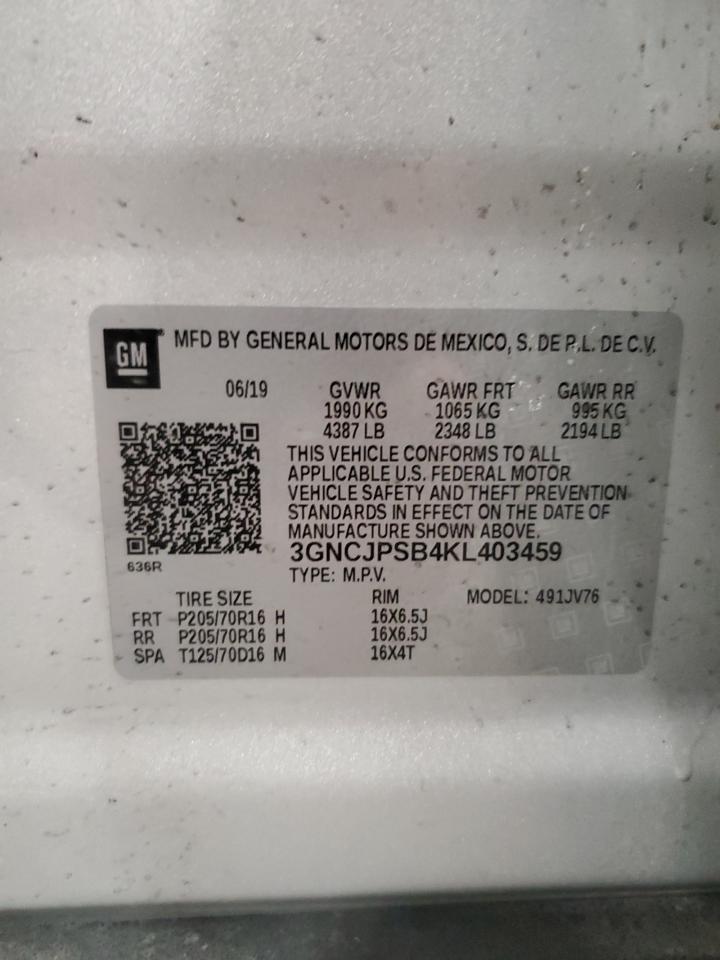 GM
MFD BY GENERAL MOTORS DE MEXICO, S. DE R.L. DE C.V.
06/19 GVWR GAWR FRT GAWR RR
1990 KG 1065 KG 995 KG
4387 LB 2348 LB 2194 LB
THIS VEHICLE CONFORMS TO ALL
APPLICABLE U.S. FEDERAL MOTOR
VEHICLE SAFETY AND THEFT PREVENTION
STANDARDS IN EFFECT ON THE DATE OF
MANUFACTURE SHOWN ABOVE.
3GNCJPSB4KL403459
636R
TYPE: M.P.V.
TIRE SIZE RIM MODEL: 491JV76
FRT P205/70R16 H 16X6.5J
RR P205/70R16 H 16X6.5J
SPA T125/70D16 M 16X4T